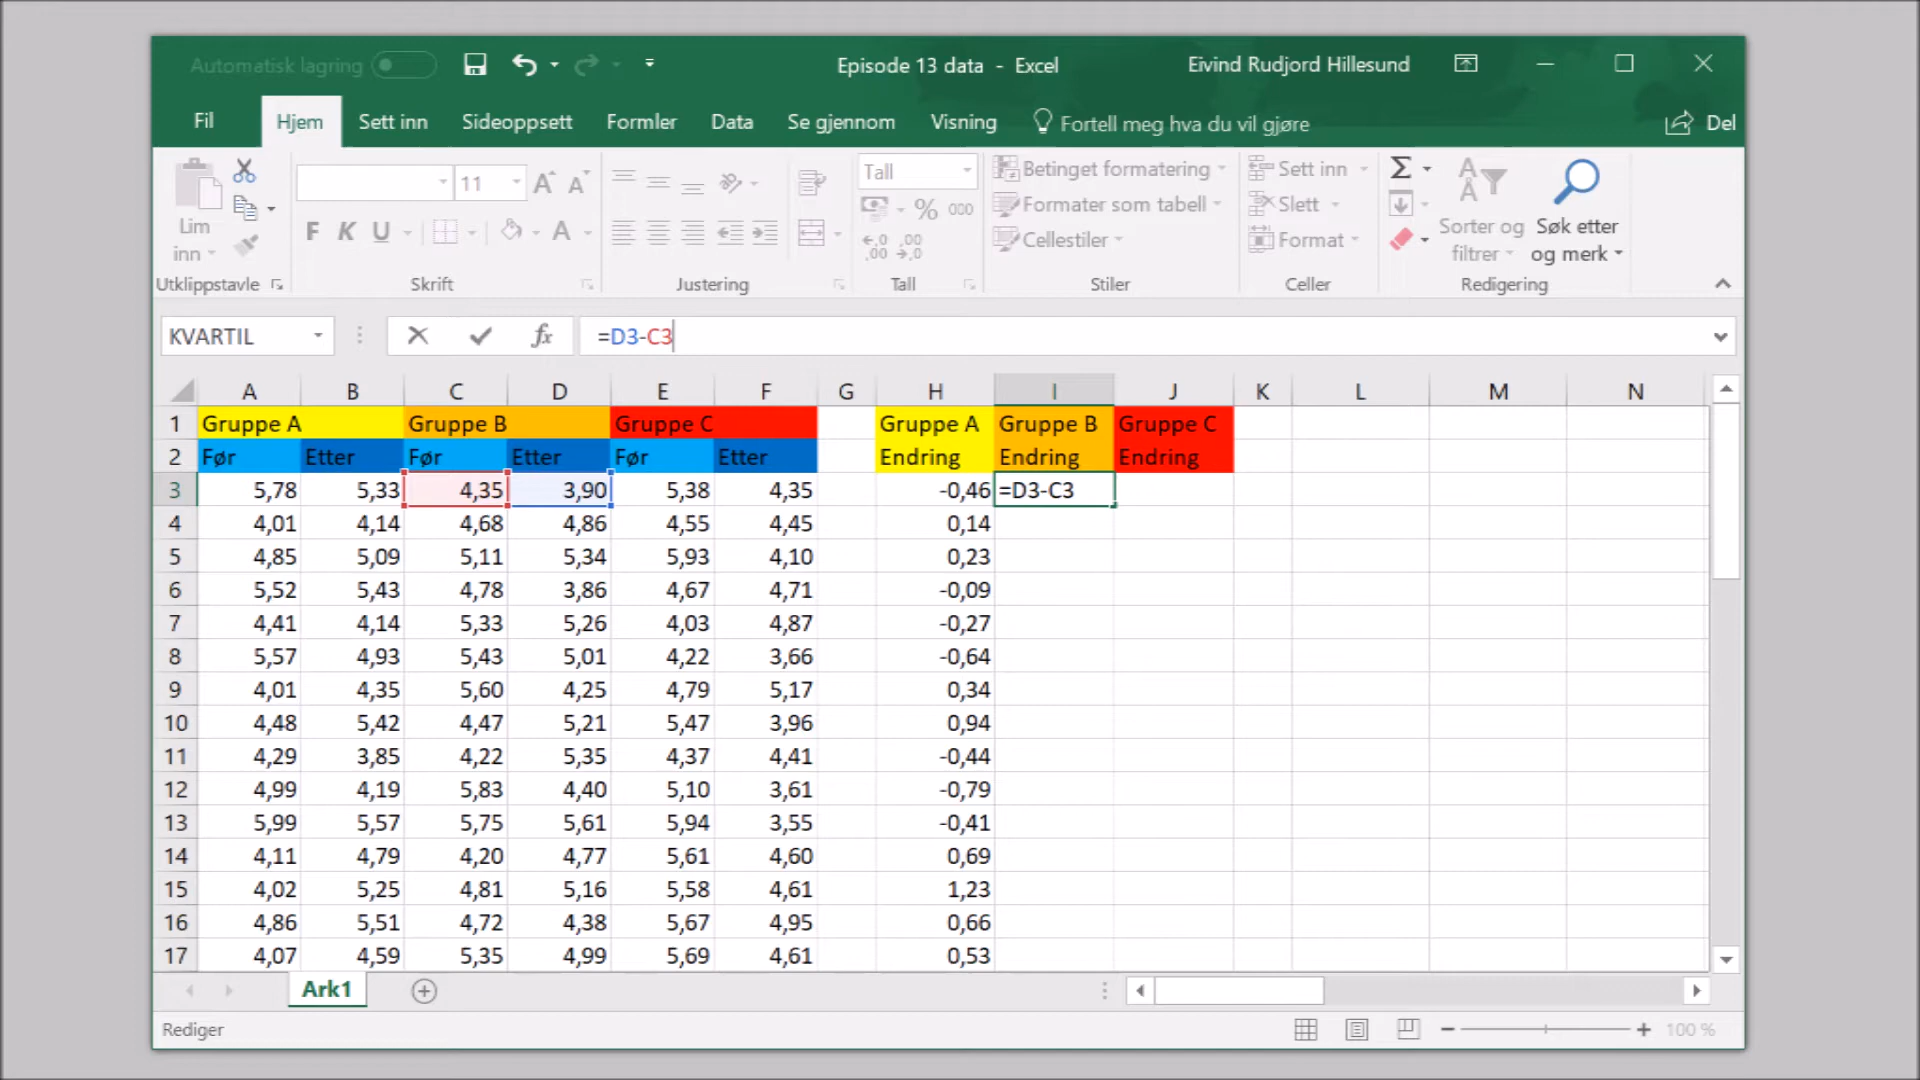 Automatisk lagring
Episode 13 data - Excel
Eivind Rudjord Hillesund
Fil Hjem Sett inn Sideoppsett Formler Data Se gjennom Visning Fortell meg hva du vil gjøre Del
Lim inn
11
F K U
Tall
% 000
Betinget formatering
Formater som tabell
Cellestiler
Sett inn
Slett
Format
Sorter og filtrer
Søk etter og merk
Utklippstavle Skrift Justering Tall Stiler Celler Redigering
KVARTIL fx =D3-C3
A B C D E F G H I J K L M N
1 Gruppe A Gruppe B Gruppe C Gruppe A Gruppe B Gruppe C
2 Før Etter Før Etter Før Etter Endring Endring Endring
3 5,78 5,33 4,35 3,90 5,38 4,35 -0,46 =D3-C3
4 4,01 4,14 4,68 4,86 4,55 4,45 0,14
5 4,85 5,09 5,11 5,34 5,93 4,10 0,23
6 5,52 5,43 4,78 3,86 4,67 4,71 -0,09
7 4,41 4,14 5,33 5,26 4,03 4,87 -0,27
8 5,57 4,93 5,43 5,01 4,22 3,66 -0,64
9 4,01 4,35 5,60 4,25 4,79 5,17 0,34
10 4,48 5,42 4,47 5,21 5,47 3,96 0,94
11 4,29 3,85 4,22 5,35 4,37 4,41 -0,44
12 4,99 4,19 5,83 4,40 5,10 3,61 -0,79
13 5,99 5,57 5,75 5,61 5,94 3,55 -0,41
14 4,11 4,79 4,20 4,77 5,61 4,60 0,69
15 4,02 5,25 4,81 5,16 5,58 4,61 1,23
16 4,86 5,51 4,72 4,38 5,67 4,95 0,66
17 4,07 4,59 5,35 4,99 5,69 4,61 0,53
Ark1
Rediger
100 %